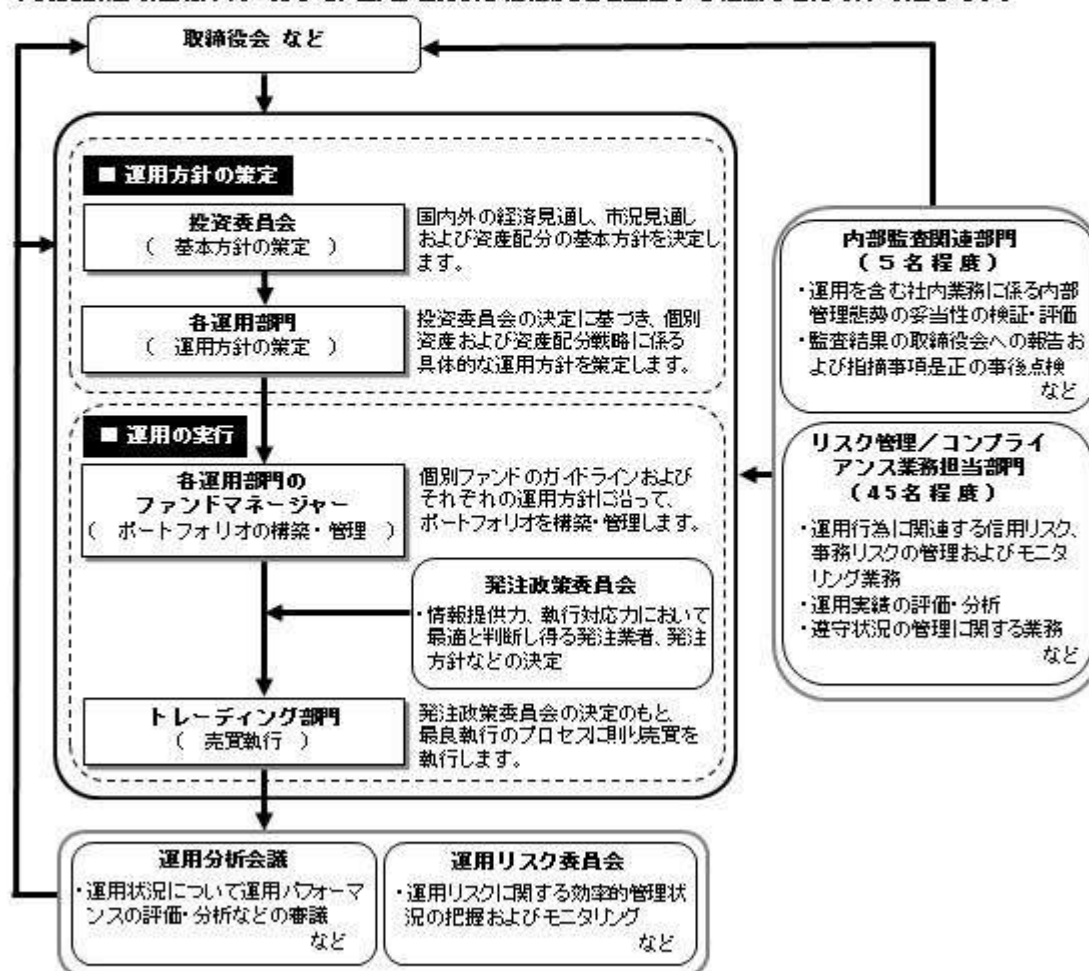 取締役会 など
■ 運用方針の策定
投資委員会
( 基本方針の策定 )
国内外の経済見通し、市況見通し
および資産配分の基本方針を決定し
ます。
各運用部門
( 運用方針の策定 )
投資委員会の決定に基づき、個別
資産および資産配分戦略に係る
具体的な運用方針を策定します。
■ 運用の実行
各運用部門の
ファンドマネージャー
( ポートフォリオの構築・管理 )
個別ファンドのガイドラインおよび
それぞれの運用方針に沿って、
ポートフォリオを構築・管理します。
発注政策委員会
・情報提供力、執行対応力において
最適と判断し得る発注業者、発注
方針などの決定
トレーディング部門
( 売買執行 )
発注政策委員会の決定のもと、
最良執行のプロセスに則り売買を
執行します。
運用分析会議
・運用状況について運用パフォーマ
ンスの評価・分析などの審議
など
運用リスク委員会
・運用リスクに関する効率的管理状
況の把握およびモニタリング
など
内部監査関連部門
(5名程度)
・運用を含む社内業務に係る内部
管理態勢の妥当性の検証・評価
・監査結果の取締役会への報告お
よび指摘事項是正の事後点検
など
リスク管理/コンプライ
アンス業務担当部門
(45名程度)
・運用行為に関連する信用リスク、
事務リスクの管理およびモニタ
リング業務
・運用実績の評価・分析
・遵守状況の管理に関する業務
など